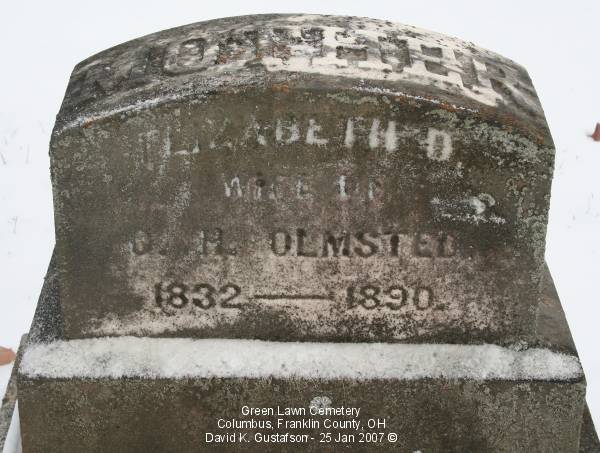 MOTHER
ELIZABETH D.
WIFE OF
H. OLMSTED.
1832 — 1890.
Green Lawn Cemetery
Columbus, Franklin County, OH
David K. Gustafson - 25 Jan 2007 ©